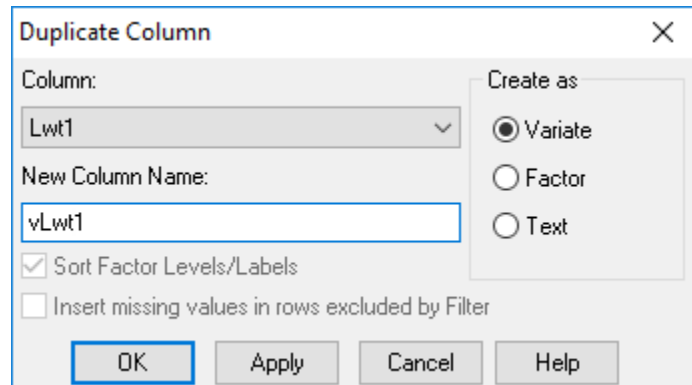 Duplicate Column
Column:
Lwt1
New Column Name:
vLwt1
Sort Factor Levels/Labels
Insert missing values in rows excluded by Filter
Create as
Variate
Factor
Text
OK Apply Cancel Help